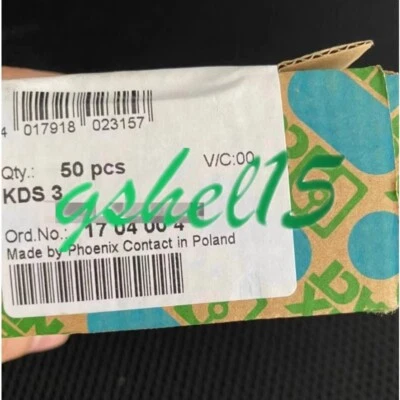 4 017918 023157
Qty.: 50 pcs V/C:00
KDS 3
gshel15
Ord.No.: 17 04 00 4
Made by Phoenix Contact in Poland